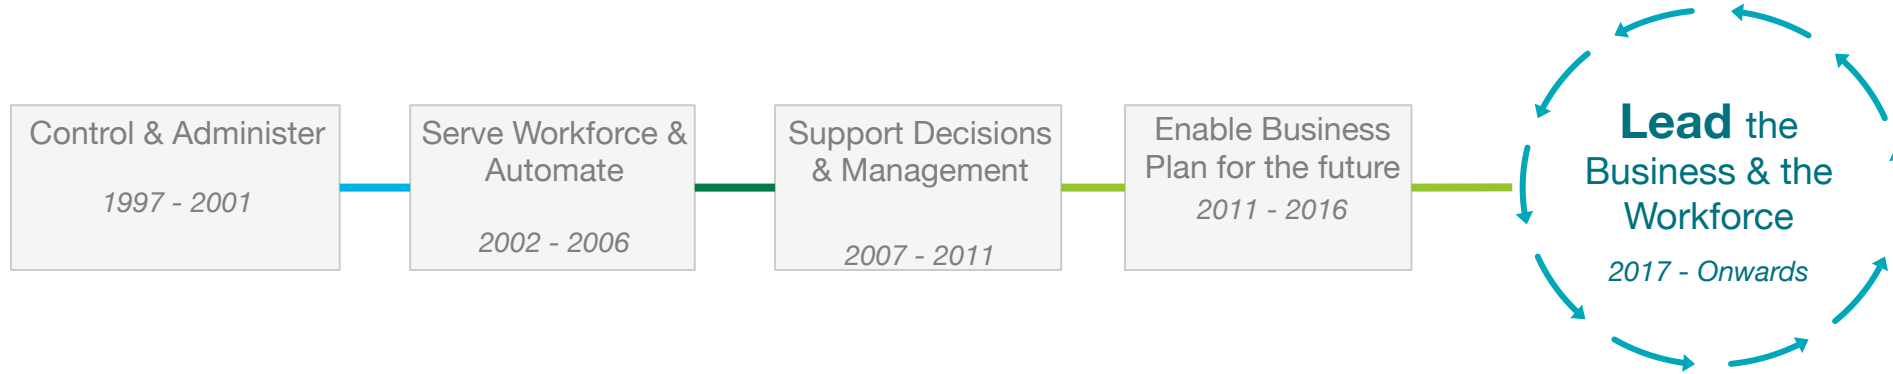 Control & Administer
1997 - 2001
Serve Workforce &
Automate
2002 - 2006
Support Decisions
& Management
2007 - 2011
Enable Business
Plan for the future
2011 - 2016
Lead the
Business & the
Workforce
2017 - Onwards